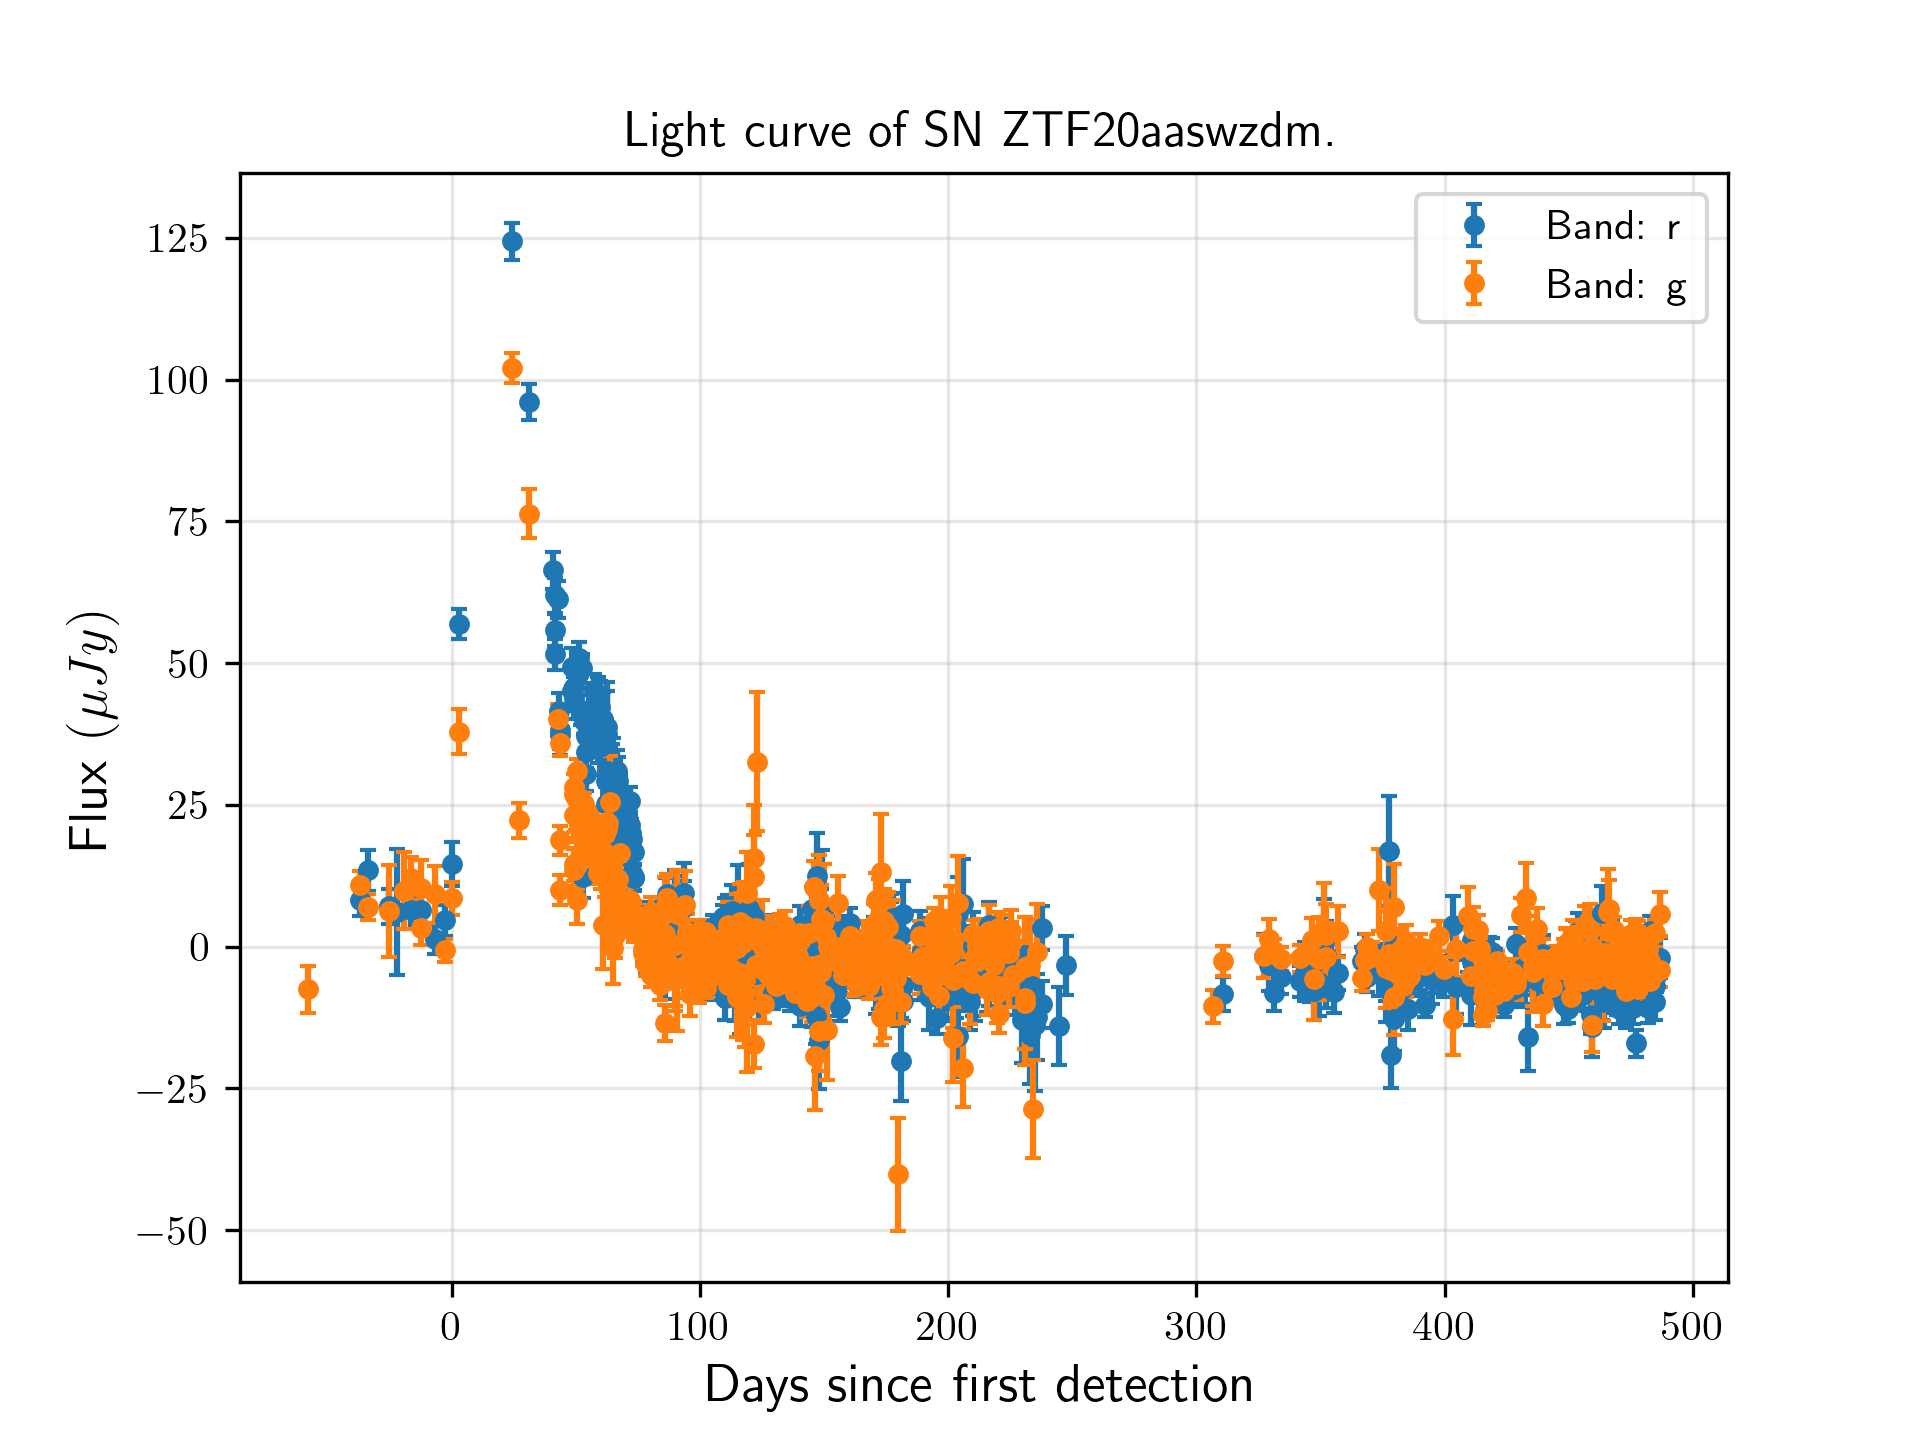 Light curve of SN ZTF20aaswzdm.
Band: r
Band: g
125
100
75
50
25
0
−25
−50
Flux (μJy)
0 100 200 300 400 500
Days since first detection